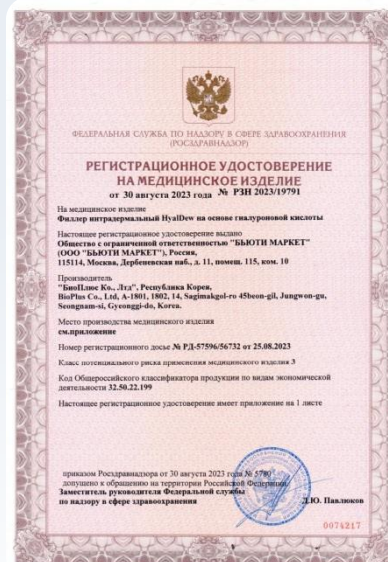 ФЕДЕРАЛЬНАЯ СЛУЖБА ПО НАДЗОРУ В СФЕРЕ ЗДРАВООХРАНЕНИЯ
(РОСЗДРАВНАДЗОР)
РЕГИСТРАЦИОННОЕ УДОСТОВЕРЕНИЕ
НА МЕДИЦИНСКОЕ ИЗДЕЛИЕ
от 30 августа 2023 года № РЗН 2023/19791
На медицинское изделие
Филлер интрадермальный HyalDew на основе гиалуроновой кислоты
Настоящее регистрационное удостоверение выдано
Общество с ограниченной ответственностью "БЬЮТИ МАРКЕТ"
(ООО "БЬЮТИ МАРКЕТ"), Россия,
115114, Москва, Дербеневская наб., д. 11, помещ. 115, ком. 10
Производитель
"БиоПлюс Ко., Лтд", Республика Корея,
BioPlus Co., Ltd, A-1801, 1802, 14, Sagimakgol-ro 45beon-gil, Jungwon-gu,
Seongnam-si, Gyeonggi-do, Korea.
Место производства медицинского изделия
см.приложение
Номер регистрационного досье № РД-57596/56732 от 25.08.2023
Класс потенциального риска применения медицинского изделия 3
Код Общероссийского классификатора продукции по видам экономической
деятельности 32.50.22.199
Настоящее регистрационное удостоверение имеет приложение на 1 листе
приказом Росздравнадзора от 30 августа 2023 года № 5780
допущено к обращению на территории Российской Федерации.
Заместитель руководителя Федеральной службы
по надзору в сфере здравоохранения
Д.Ю. Павлюков
0074217